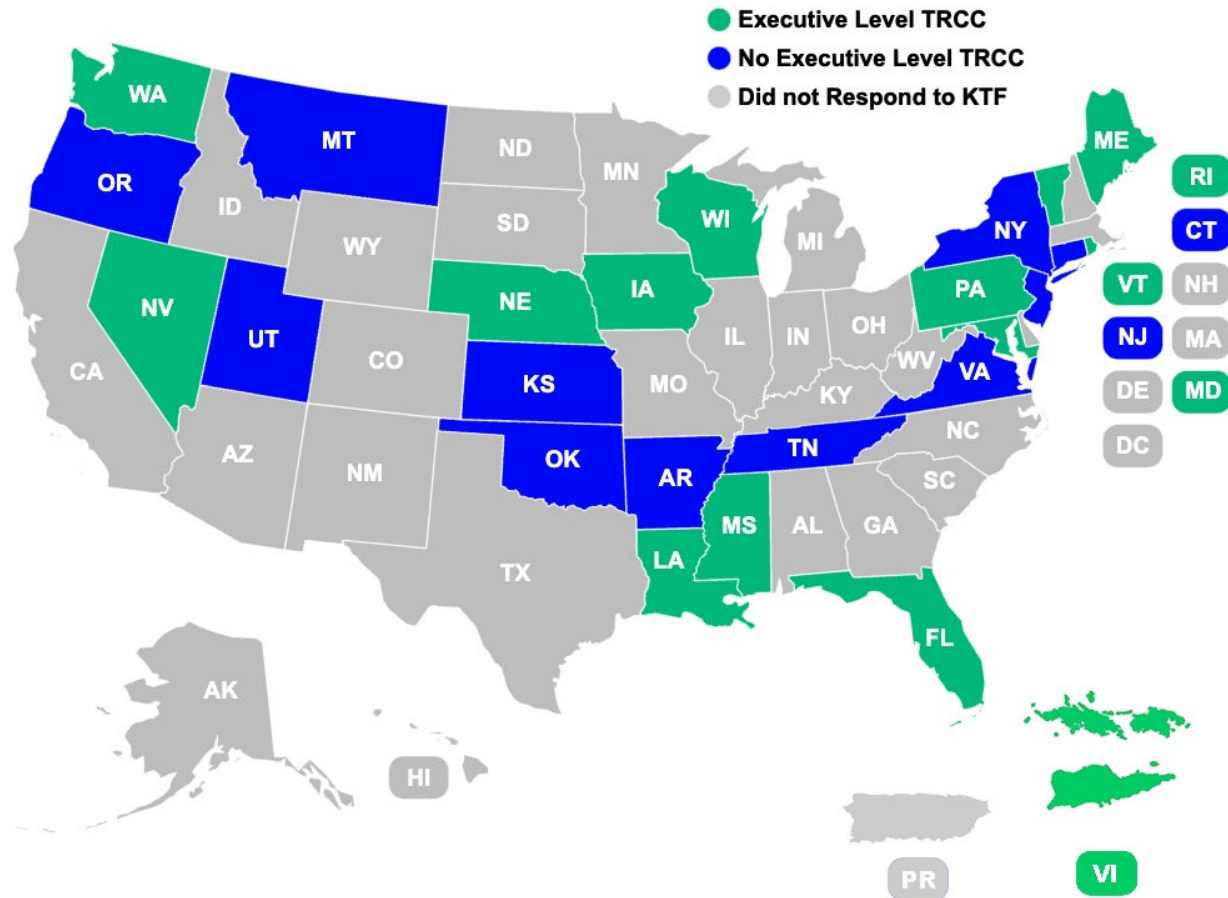 Executive Level TRCC
No Executive Level TRCC
Did not Respond to KTF
WA
MT
ND
MN
ME
OR
ID
SD
WI
MI
NY
RI
WY
CT
NV
NE
IA
PA
VT
NH
UT
CO
IL
IN
OH
NJ
MA
CA
KS
MO
WV
VA
KY
DE
MD
AZ
NM
OK
AR
TN
NC
DC
SC
TX
LA
MS
AL
GA
FL
AK
HI
PR
VI